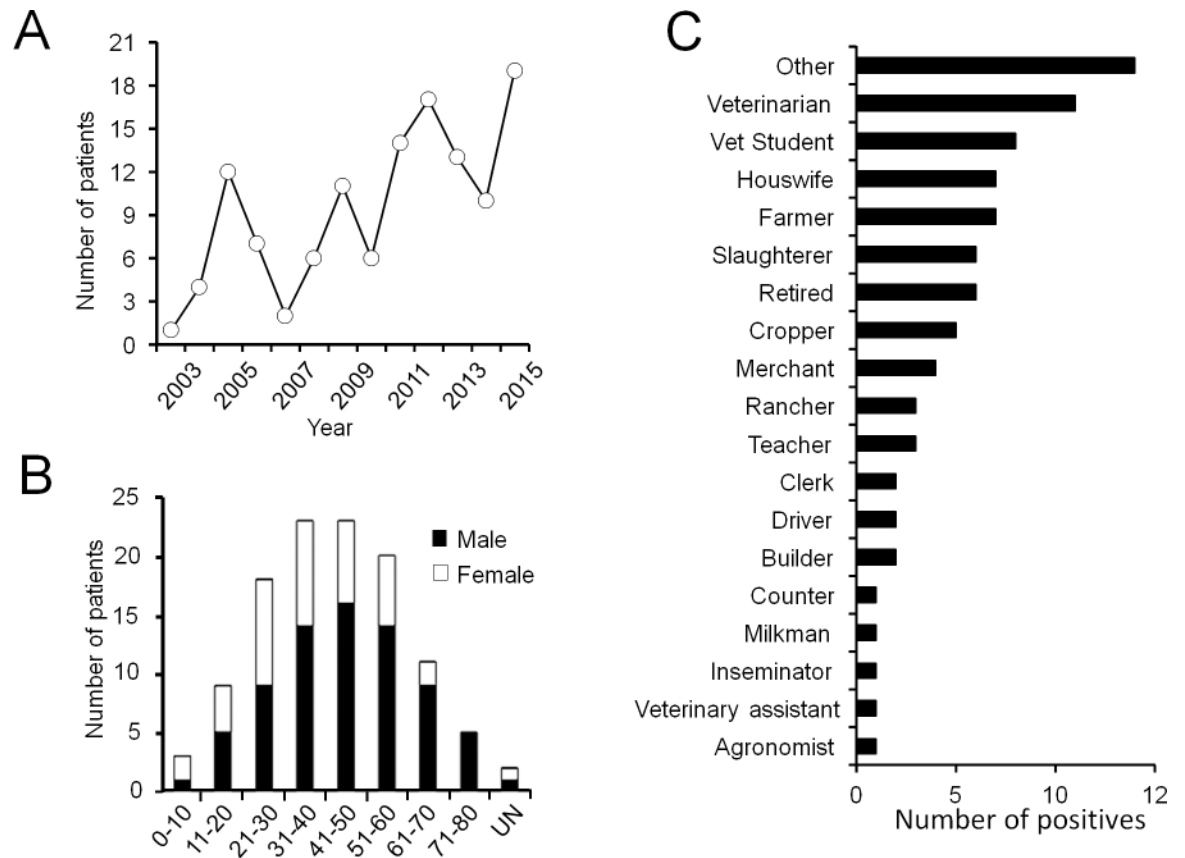 A
21
18
15
12
9
6
3
0
Number of patients
2003
2005
2007
2009
2011
2013
2015
Year
B
25
20
15
10
5
0
Number of patients
Male
Female
0-10
11-20
21-30
31-40
41-50
51-60
61-70
71-80
UN
C
Other
Veterinarian
Vet Student
Houswife
Farmer
Slaughterer
Retired
Cropper
Merchant
Rancher
Teacher
Clerk
Driver
Builder
Counter
Milkman
Inseminator
Veterinary assistant
Agronomist
0 5 10 12
Number of positives